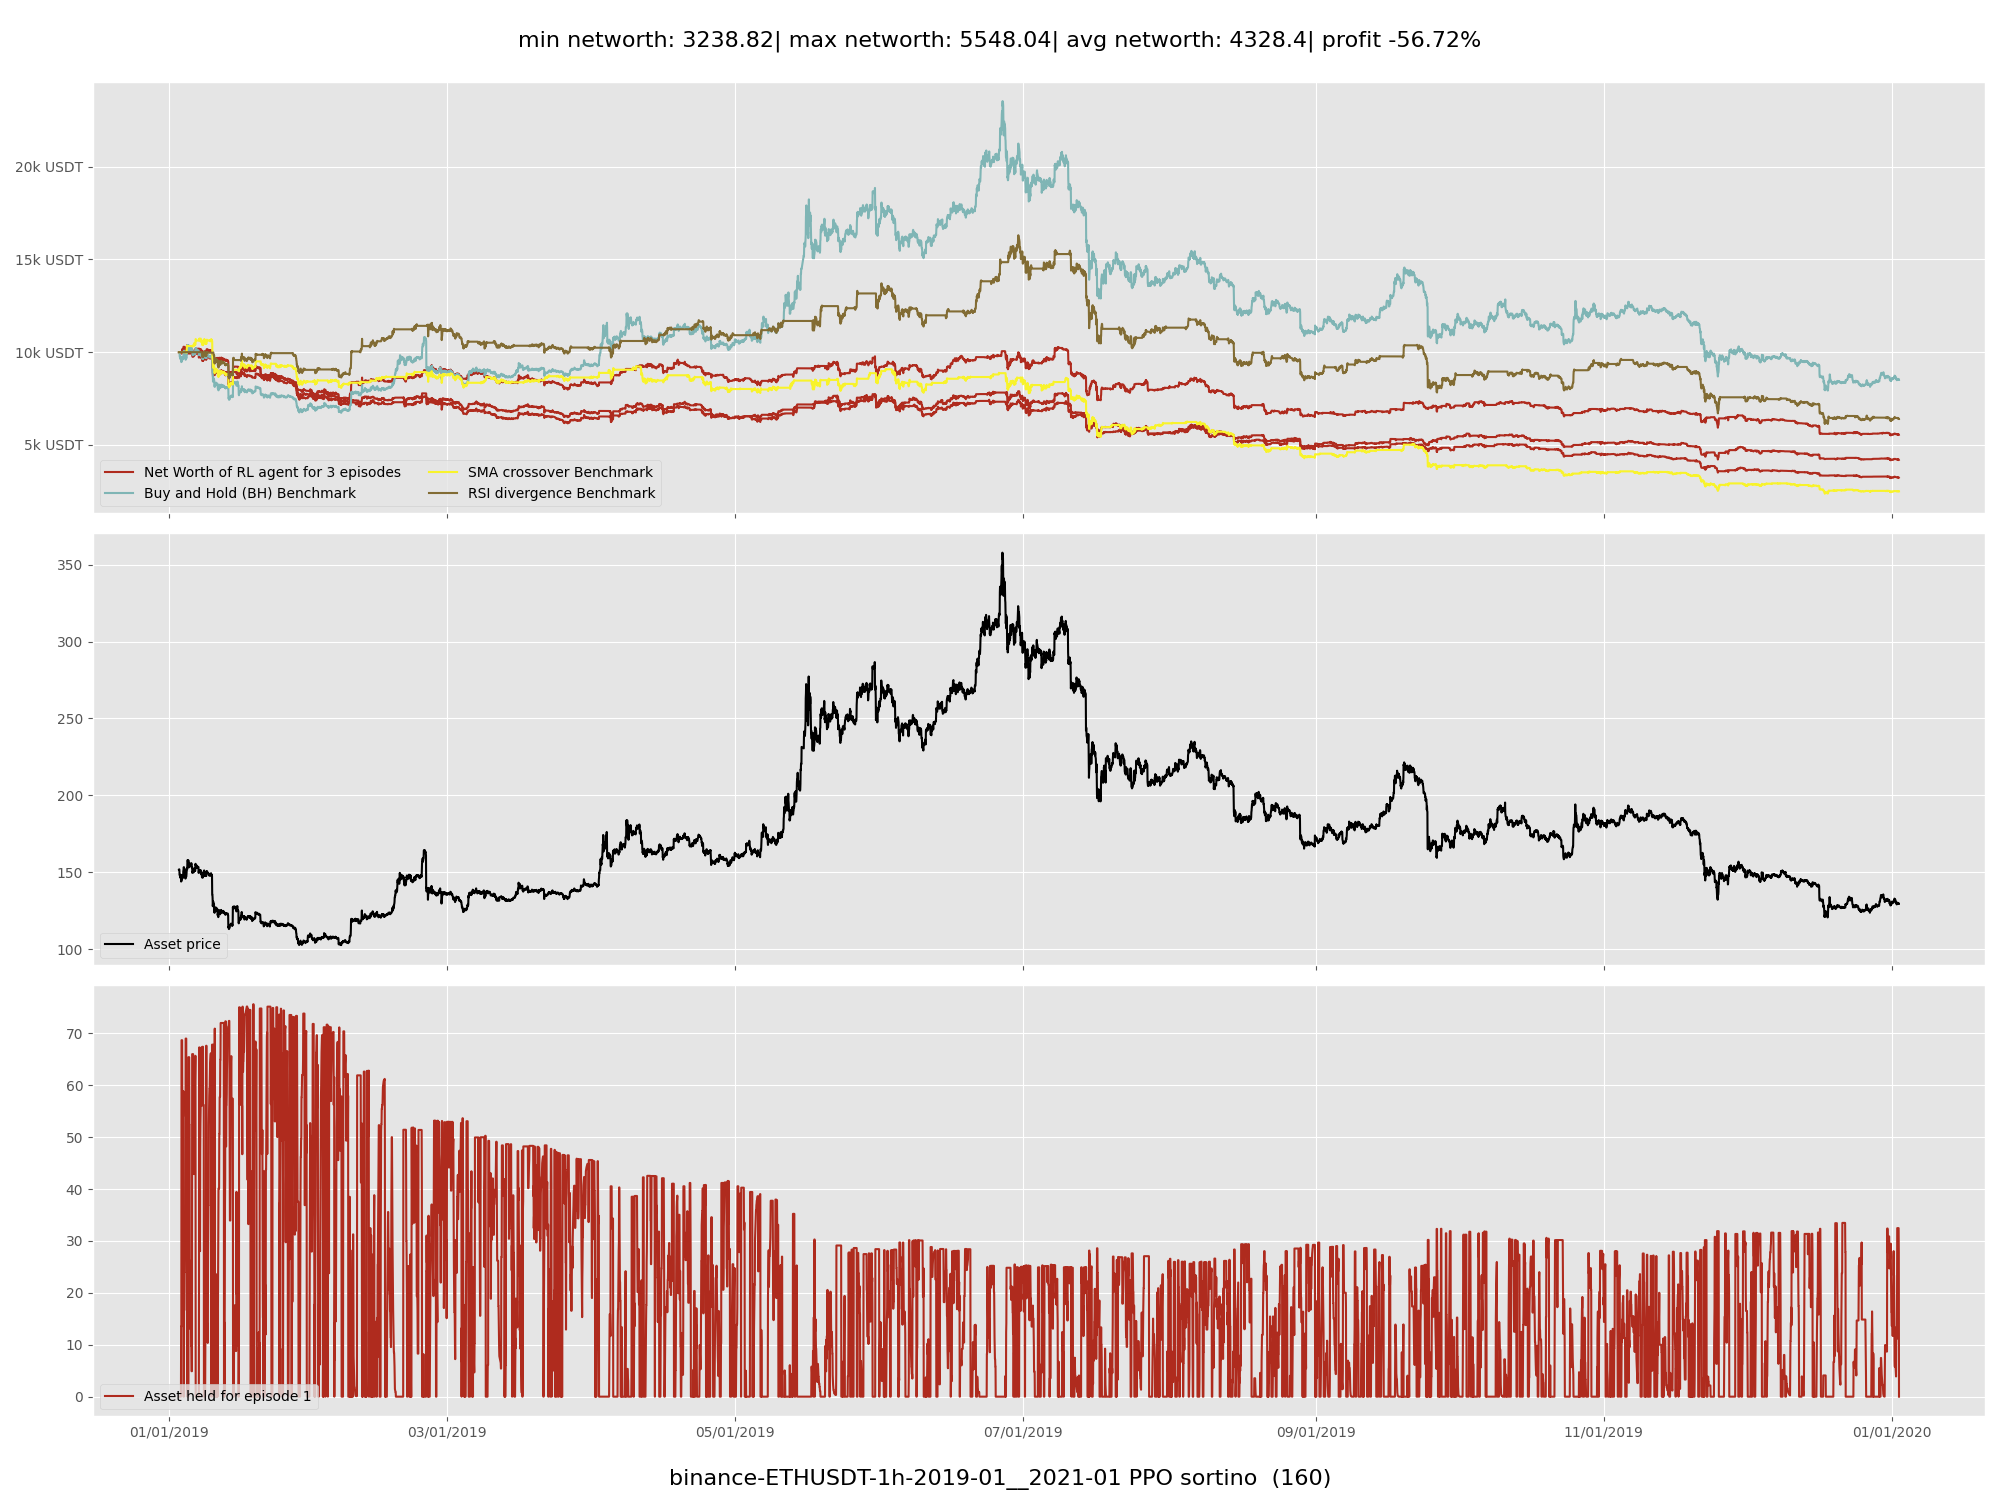 min networth: 3238.82| max networth: 5548.04| avg networth: 4328.4| profit -56.72%
20k USDT
15k USDT
10k USDT
5k USDT
Net Worth of RL agent for 3 episodes
Buy and Hold (BH) Benchmark
SMA crossover Benchmark
RSI divergence Benchmark
350
300
250
200
150
100
Asset price
70
60
50
40
30
20
10
0
Asset held for episode 1
01/01/2019 03/01/2019 05/01/2019 07/01/2019 09/01/2019 11/01/2019 01/01/2020
binance-ETHUSDT-1h-2019-01__2021-01 PPO sortino (160)